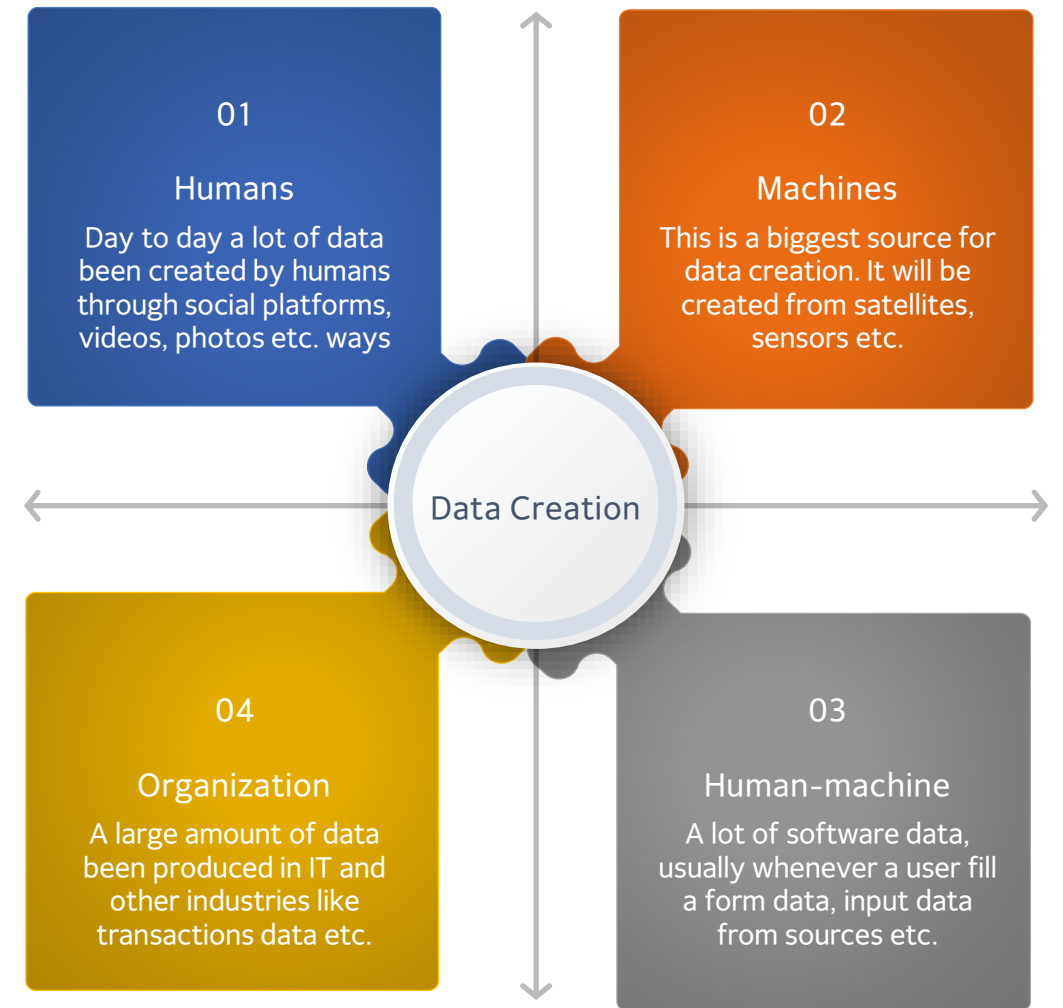 01
Humans
Day to day a lot of data
been created by humans
through social platforms,
videos, photos etc. ways
02
Machines
This is a biggest source for
data creation. It will be
created from satellites,
sensors etc.
Data Creation
04
Organization
A large amount of data
been produced in IT and
other industries like
transactions data etc.
03
Human-machine
A lot of software data,
usually whenever a user fill
a form data, input data
from sources etc.